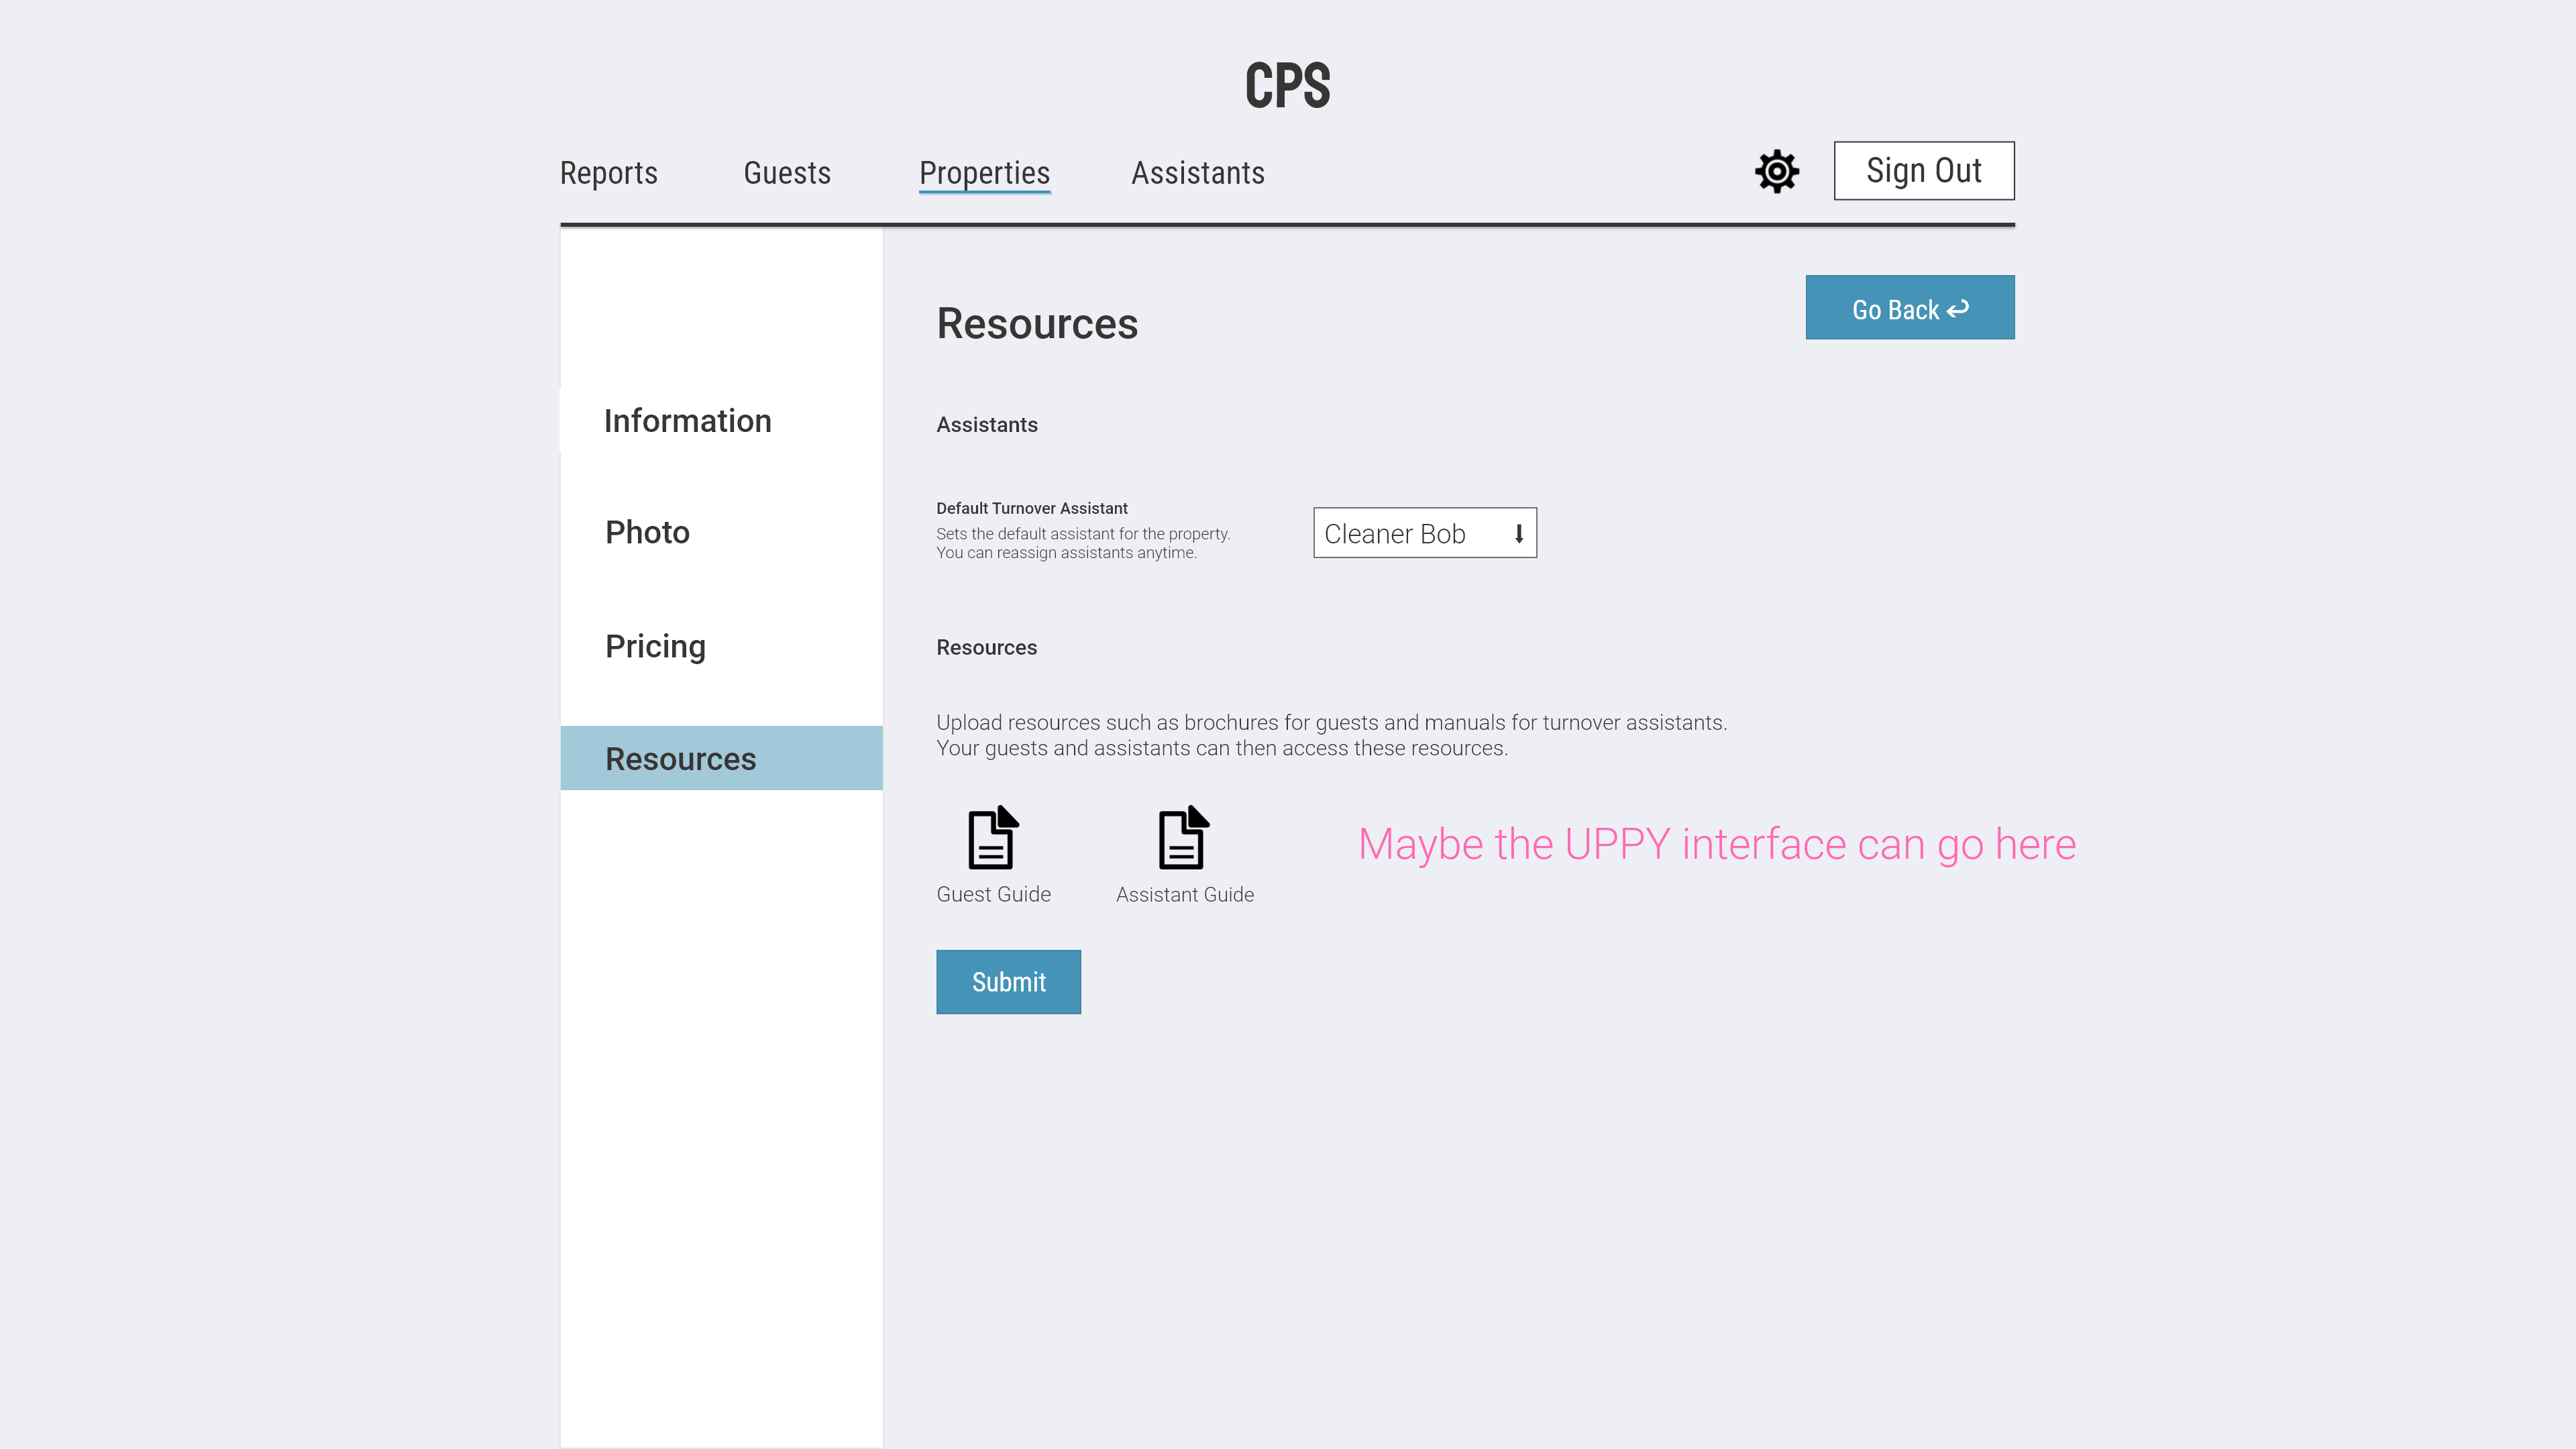 CPS
Reports
Guests
Properties
Assistants
Sign Out
Go Back
Resources
Information
Photo
Pricing
Resources
Assistants
Default Turnover Assistant
Sets the default assistant for the property.
You can reassign assistants anytime.
Cleaner Bob
Resources
Upload resources such as brochures for guests and manuals for turnover assistants.
Your guests and assistants can then access these resources.
Guest Guide
Assistant Guide
Maybe the UPPY interface can go here
Submit